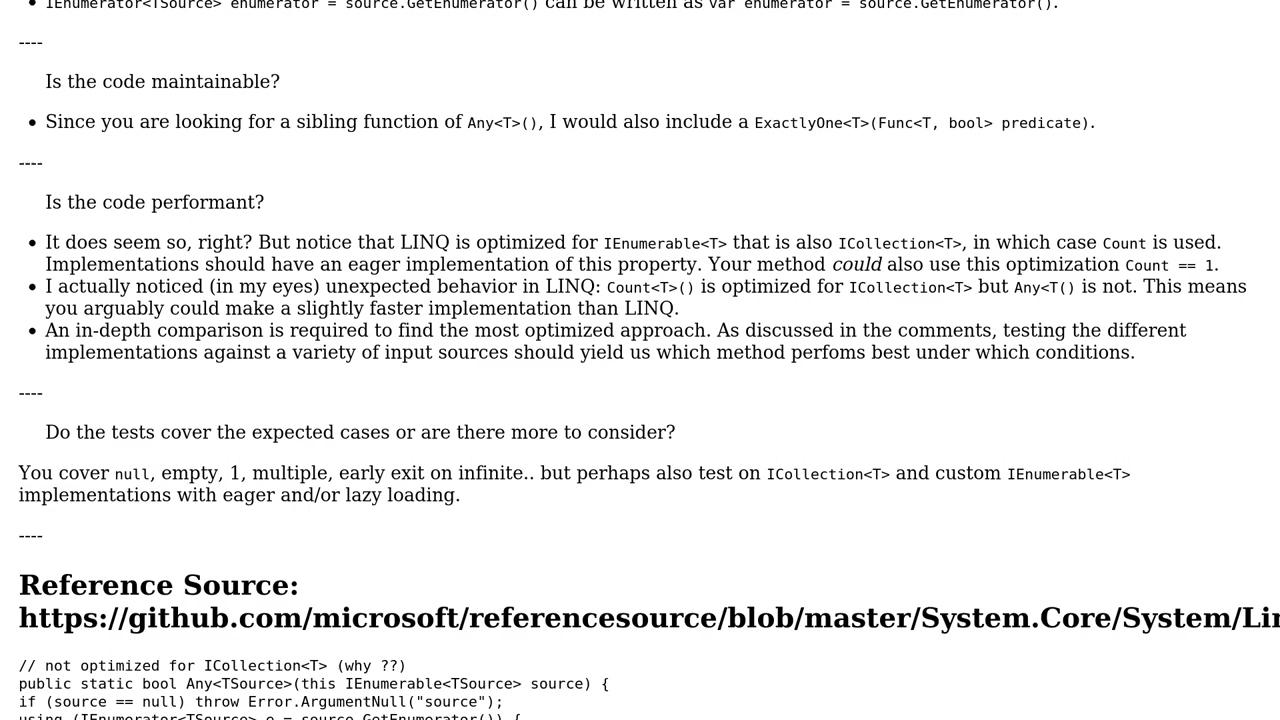 • IEnumerator<TSource> enumerator = source.GetEnumerator() can be written as var enumerator = source.GetEnumerator().
----
Is the code maintainable?
• Since you are looking for a sibling function of Any<T>(), I would also include a ExactlyOne<T>(Func<T, bool> predicate).
----
Is the code performant?
• It does seem so, right? But notice that LINQ is optimized for IEnumerable<T> that is also ICollection<T>, in which case Count is used.
Implementations should have an eager implementation of this property. Your method could also use this optimization Count == 1.
• I actually noticed (in my eyes) unexpected behavior in LINQ: Count<T>() is optimized for ICollection<T> but Any<T() is not. This means
you arguably could make a slightly faster implementation than LINQ.
• An in-depth comparison is required to find the most optimized approach. As discussed in the comments, testing the different
implementations against a variety of input sources should yield us which method perfoms best under which conditions.
----
Do the tests cover the expected cases or are there more to consider?
You cover null, empty, 1, multiple, early exit on infinite.. but perhaps also test on ICollection<T> and custom IEnumerable<T>
implementations with eager and/or lazy loading.
----
Reference Source:
https://github.com/microsoft/referencesource/blob/master/System.Core/System/Lin
// not optimized for ICollection<T> (why ??)
public static bool Any<TSource>(this IEnumerable<TSource> source) {
if (source == null) throw Error.ArgumentNull("source");
using (IEnumerator<TSource> e = source.GetEnumerator()) {